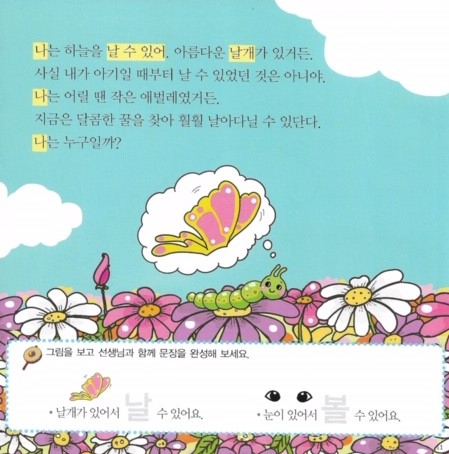 나는 하늘을 날 수 있어. 아름다운 날개가 있거든.
사실 내가 아기일 때부터 날 수 있었던 것은 아니야.
나는 어릴 땐 작은 애벌레였거든.
지금은 달콤한 꿀을 찾아 훨훨 날아다닐 수 있단다.
나는 누구일까?
그림을 보고 선생님과 함께 문장을 완성해 보세요.
• 날개가 있어서 날 수 있어요.
• 눈이 있어서 볼 수 있어요.